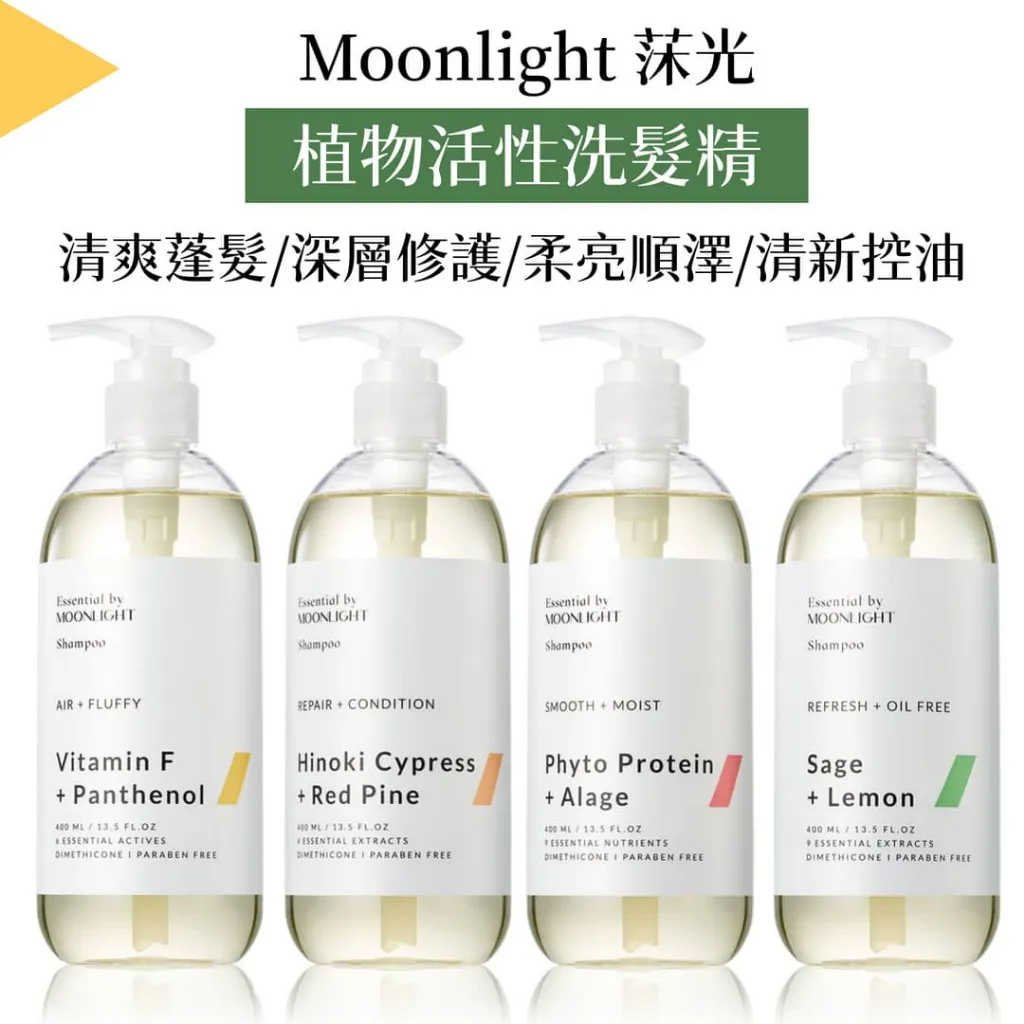 Moonlight 莯光
植物活性洗髮精
清爽蓬髮/深層修護/柔亮順澤/清新控油
Essential by
MOONLIGHT
Shampoo
AIR + FLUFFY
Vitamin F
+ Panthenol
400 ML / 13.5 FL.OZ
6 ESSENTIAL ACTIVES
DIMETHICONE I PARABEN FREE
Essential by
MOONLIGHT
Shampoo
REPAIR + CONDITION
Hinoki Cypress
+ Red Pine
400 ML / 13.5 FL.OZ
4 ESSENTIAL EXTRACTS
DIMETHICONE I PARABEN FREE
Essential by
MOONLIGHT
Shampoo
SMOOTH + MOIST
Phyto Protein
+ Alage
400 ML / 13.5 FL.OZ
9 ESSENTIAL NUTRIENTS
DIMETHICONE I PARABEN FREE
Essential by
MOONLIGHT
Shampoo
REFRESH + OIL FREE
Sage
+ Lemon
400 ML / 13.5 FL.OZ
9 ESSENTIAL EXTRACTS
DIMETHICONE I PARABEN FREE